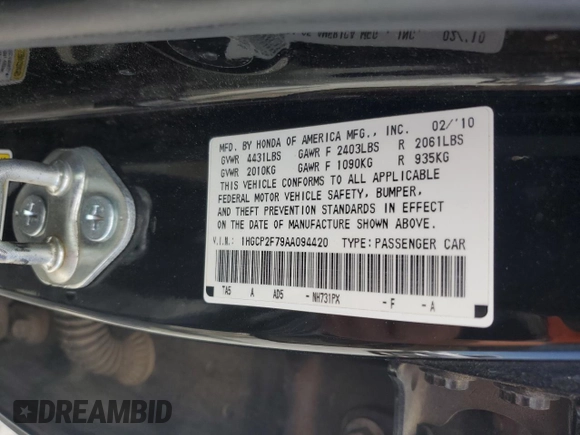 MFD. BY HONDA OF AMERICA MFG., INC. 02/'10
GVWR 4431LBS GAWR F 2403LBS R 2061LBS
GVWR 2010KG GAWR F 1090KG R 935KG
THIS VEHICLE CONFORMS TO ALL APPLICABLE
FEDERAL MOTOR VEHICLE SAFETY, BUMPER,
AND THEFT PREVENTION STANDARDS IN EFFECT
ON THE DATE OF MANUFACTURE SHOWN ABOVE.
V.I.N.: 1HGCP2F79AA094420 TYPE: PASSENGER CAR
TA5 A AD5 - NH731PX - F - A
DREAMBID